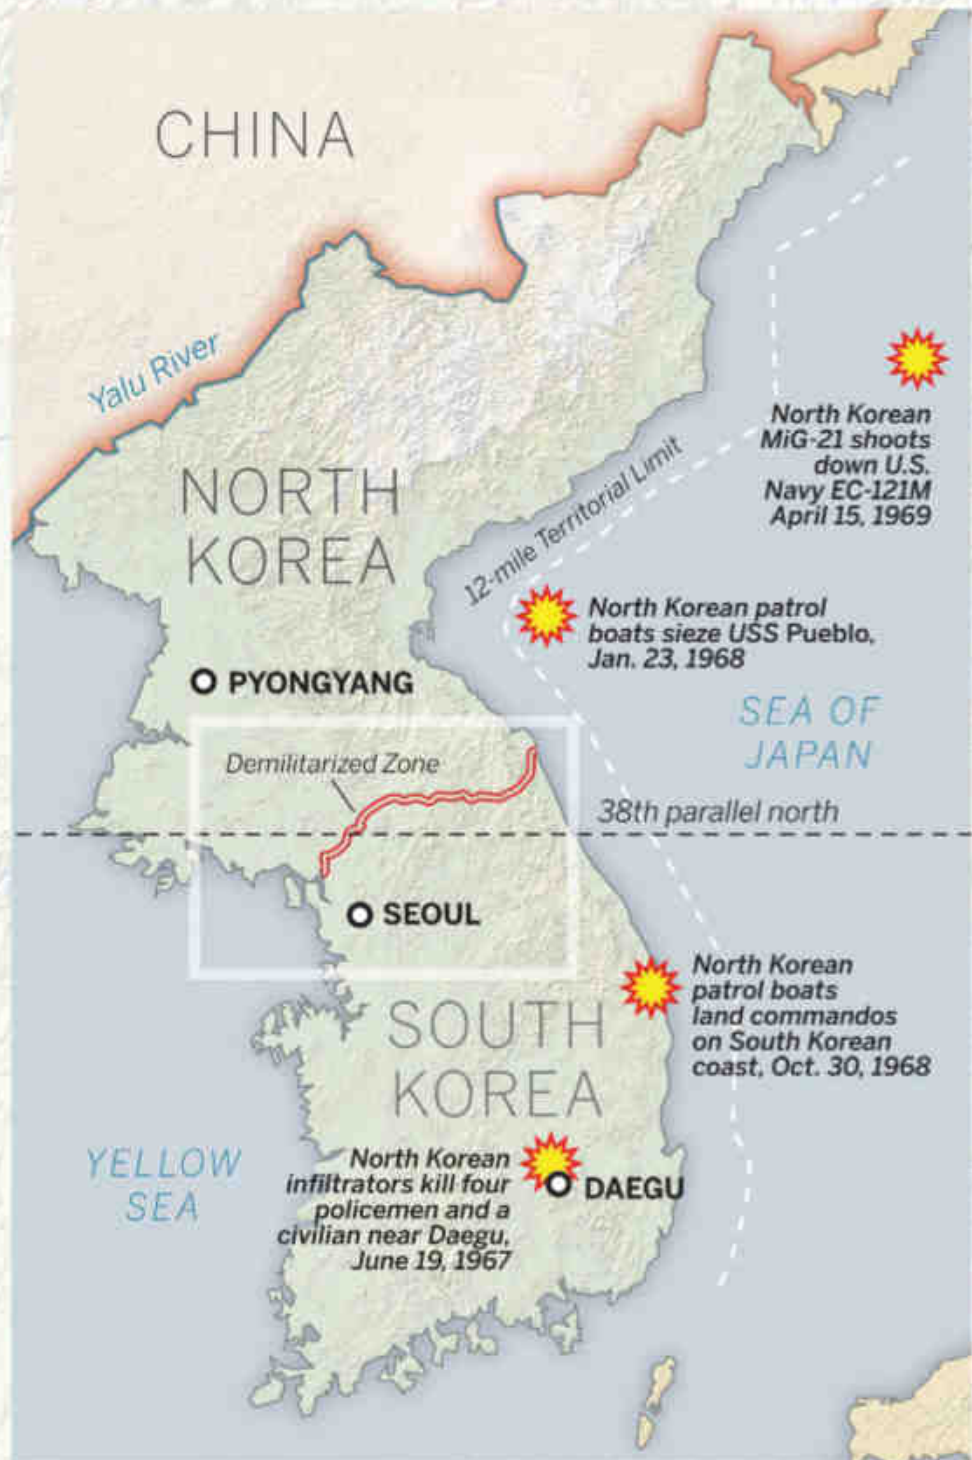 CHINA
Yalu River
North Korean
MiG-21 shoots
down U.S.
Navy EC-121M
April 15, 1969
NORTH
KOREA
12-mile Territorial Limit
North Korean patrol
boats sieze USS Pueblo,
Jan. 23, 1968
PYONGYANG
SEA OF
JAPAN
Demilitarized Zone
38th parallel north
SEOUL
North Korean
patrol boats
land commandos
on South Korean
coast, Oct. 30, 1968
SOUTH
KOREA
YELLOW
SEA
North Korean
infiltrators kill four
policemen and a
civilian near Daegu,
June 19, 1967
DAEGU